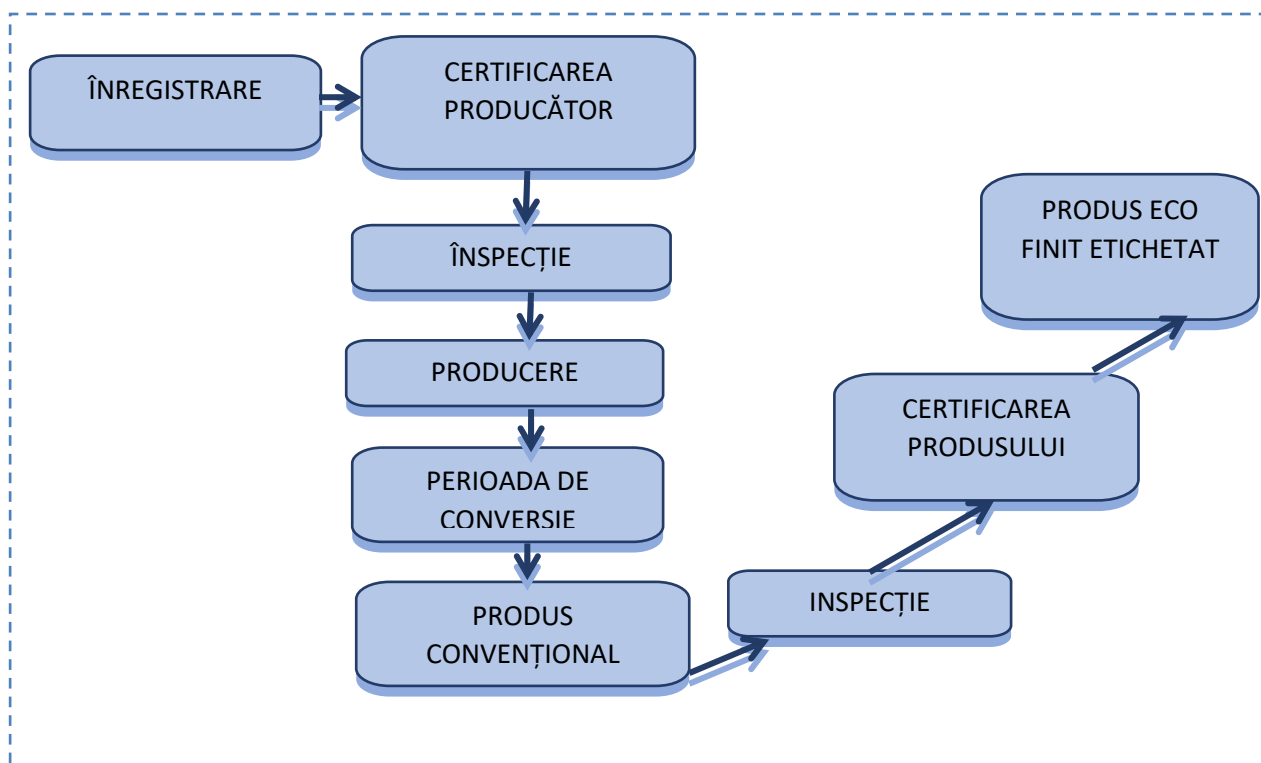 ÎNREGISTRARE
CERTIFICAREA
PRODUCĂTOR
ÎNSPECȚIE
PRODUCERE
PERIOADA DE
CONVERSIE
PRODUS
CONVENȚIONAL
INSPECȚIE
CERTIFICAREA
PRODUSULUI
PRODUS ECO
FINIT ETICHETAT